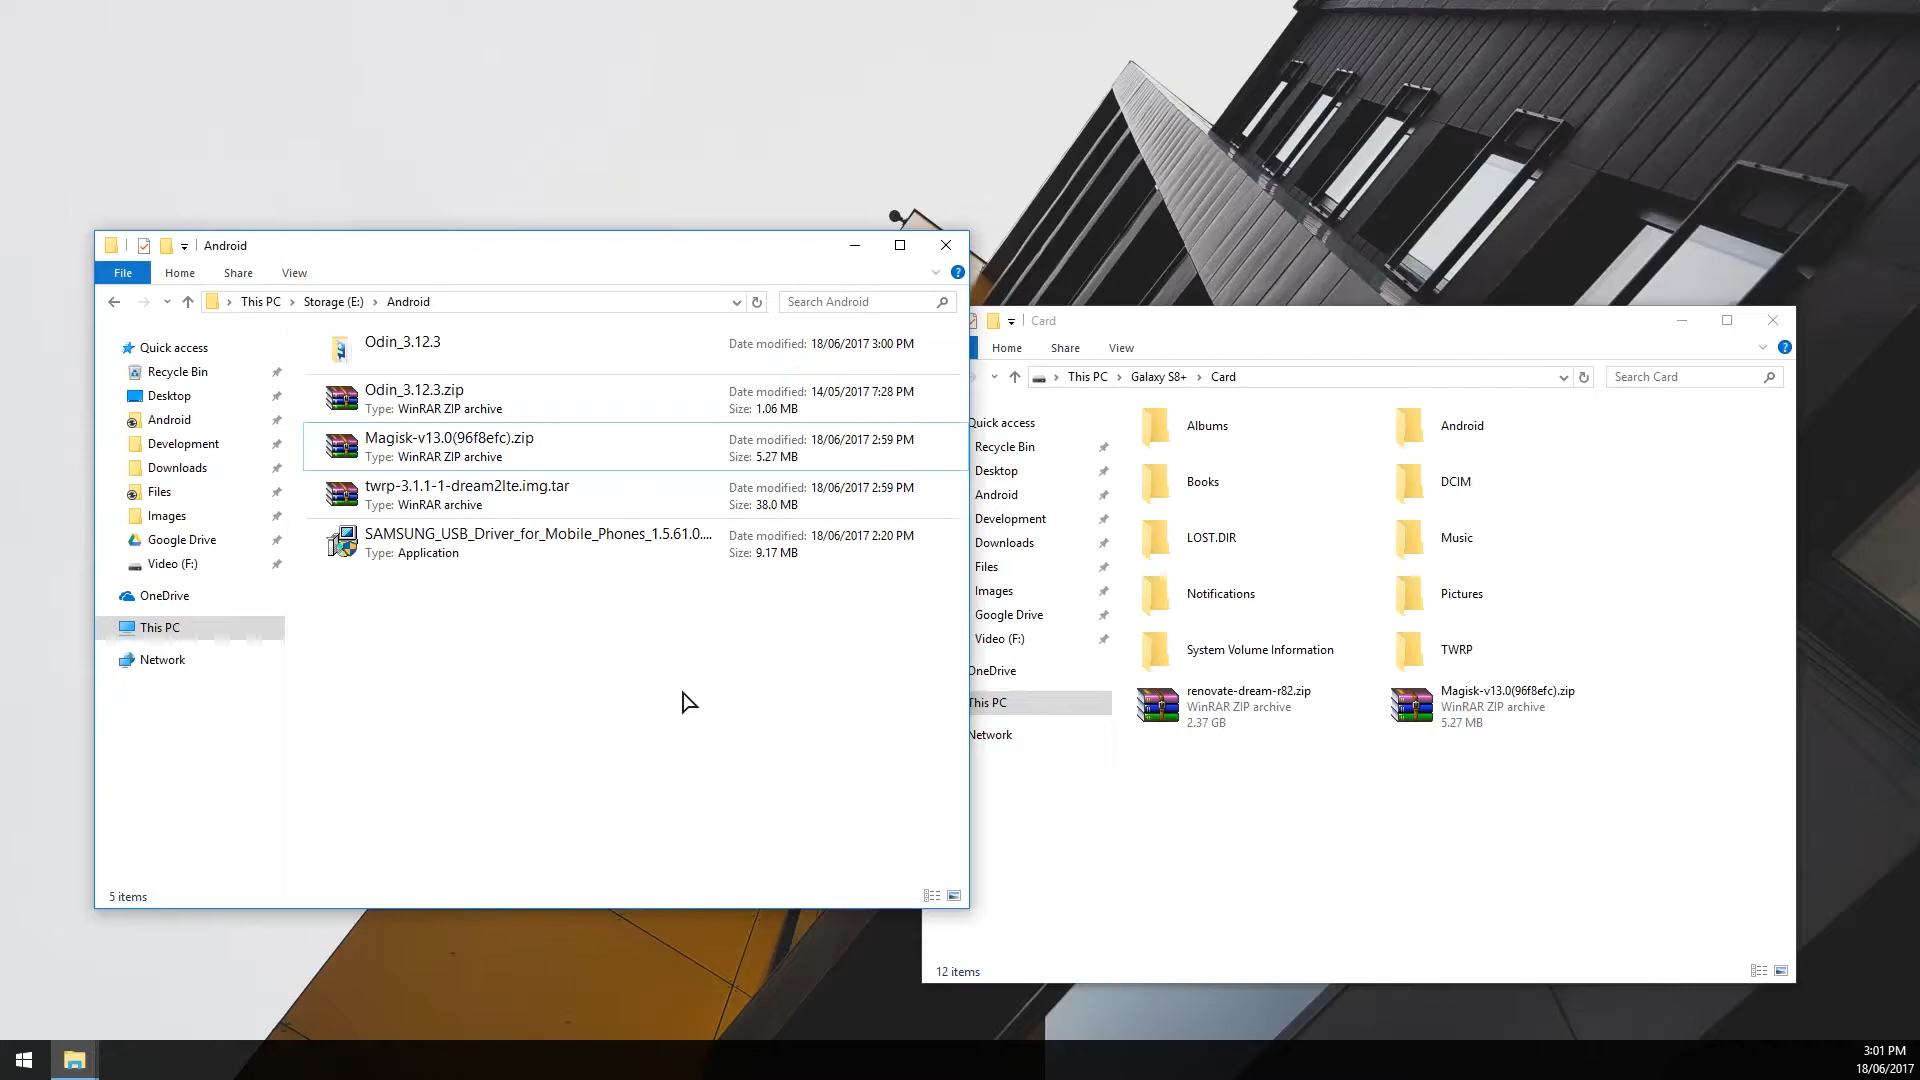 Android
File
Home
Share
View
This PC
Storage (E:)
Android
Search Android
Quick access
Recycle Bin
Desktop
Android
Development
Downloads
Files
Images
Google Drive
Video (F:)
OneDrive
This PC
Network
Odin_3.12.3
Date modified: 18/06/2017 3:00 PM
Odin_3.12.3.zip
Type: WinRAR ZIP archive
Date modified: 14/05/2017 7:28 PM
Size: 1.06 MB
Magisk-v13.0(96f8efc).zip
Type: WinRAR ZIP archive
Date modified: 18/06/2017 2:59 PM
Size: 5.27 MB
twrp-3.1.1-1-dream2lte.img.tar
Type: WinRAR archive
Date modified: 18/06/2017 2:59 PM
Size: 38.0 MB
SAMSUNG_USB_Driver_for_Mobile_Phones_1.5.61.0....
Type: Application
Date modified: 18/06/2017 2:20 PM
Size: 9.17 MB
5 items
Card
Home
Share
View
This PC
Galaxy S8+
Card
Search Card
Quick access
Recycle Bin
Desktop
Android
Development
Downloads
Files
Images
Google Drive
Video (F:)
OneDrive
This PC
Network
Albums
Android
Books
DCIM
LOST.DIR
Music
Notifications
Pictures
System Volume Information
TWRP
renovate-dream-r82.zip
WinRAR ZIP archive
2.37 GB
Magisk-v13.0(96f8efc).zip
WinRAR ZIP archive
5.27 MB
12 items
3:01 PM
18/06/2017